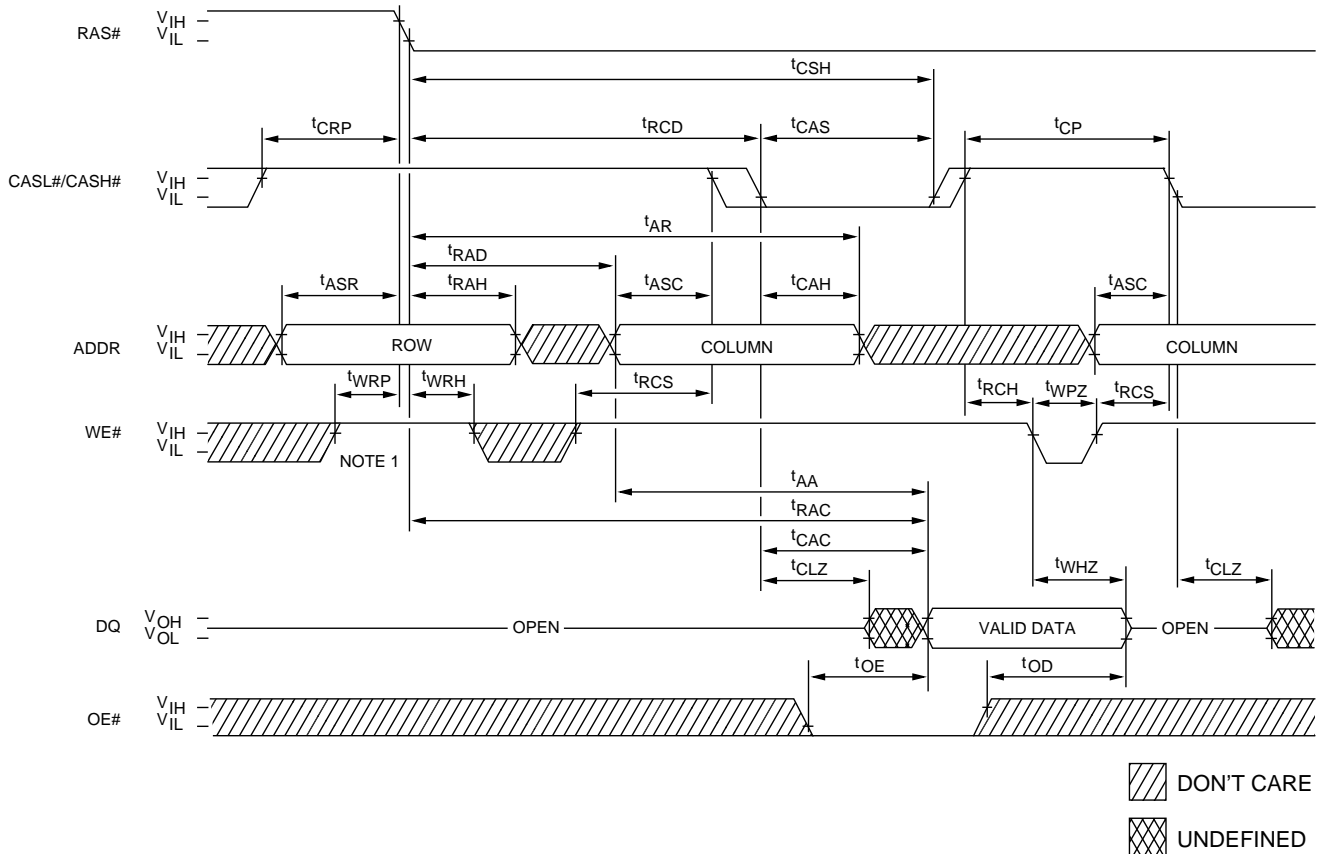 RAS# VIH
VIL
tCSH
tCRP tRCD tCAS tCP
CASL#/CASH# VIH
VIL
tAR
tRAD
tASR tRAH tASC tCAH tASC
ADDR VIH
VIL
ROW COLUMN COLUMN
tWRP tWRH tRCS tRCH tWPZ tRCS
WE# VIH
VIL
NOTE 1
tAA
tRAC
tCAC
tCLZ tWHZ tCLZ
DQ VOH
VOL
OPEN VALID DATA OPEN
tOE tOD
OE# VIH
VIL
DON'T CARE
UNDEFINED